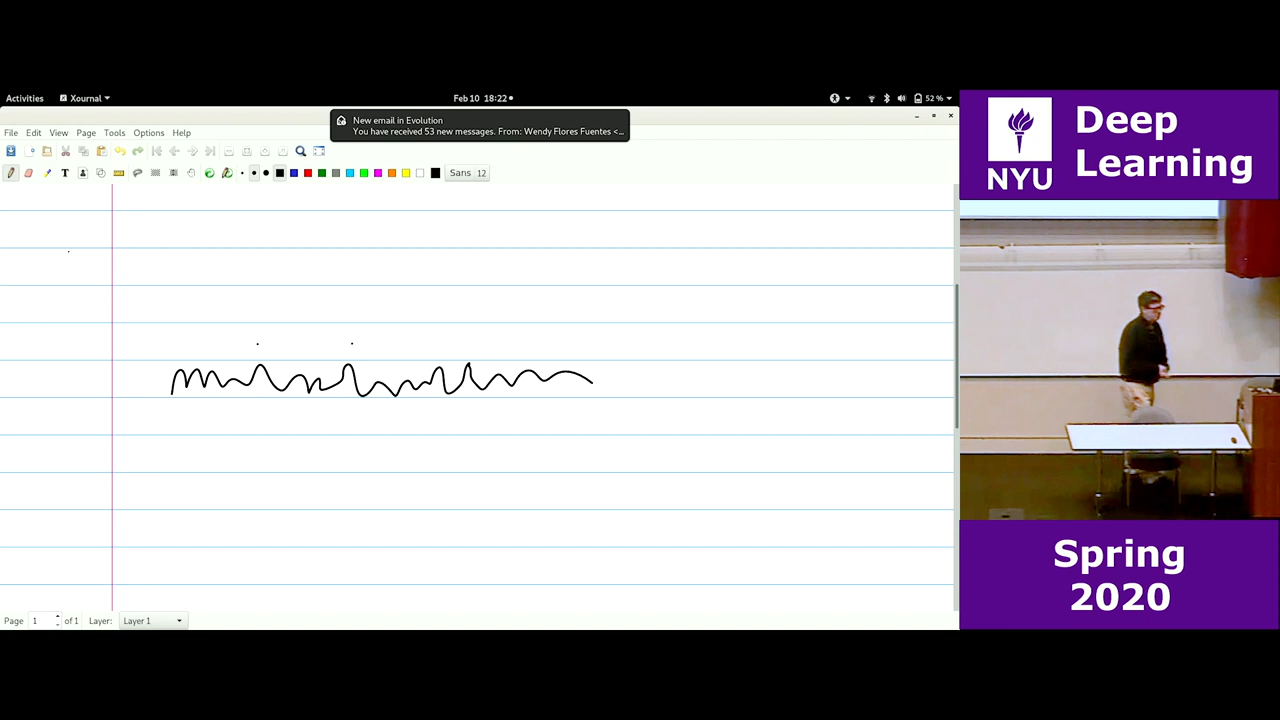 Activities Xournal Feb 10 18:22 52 %
New email in Evolution
You have received 53 new messages. From: Wendy Flores Fuentes <...
File Edit View Page Tools Options Help
T Sans 12
Page 1 of 1 Layer: Layer 1
NYU
Deep
Learning
Spring
2020